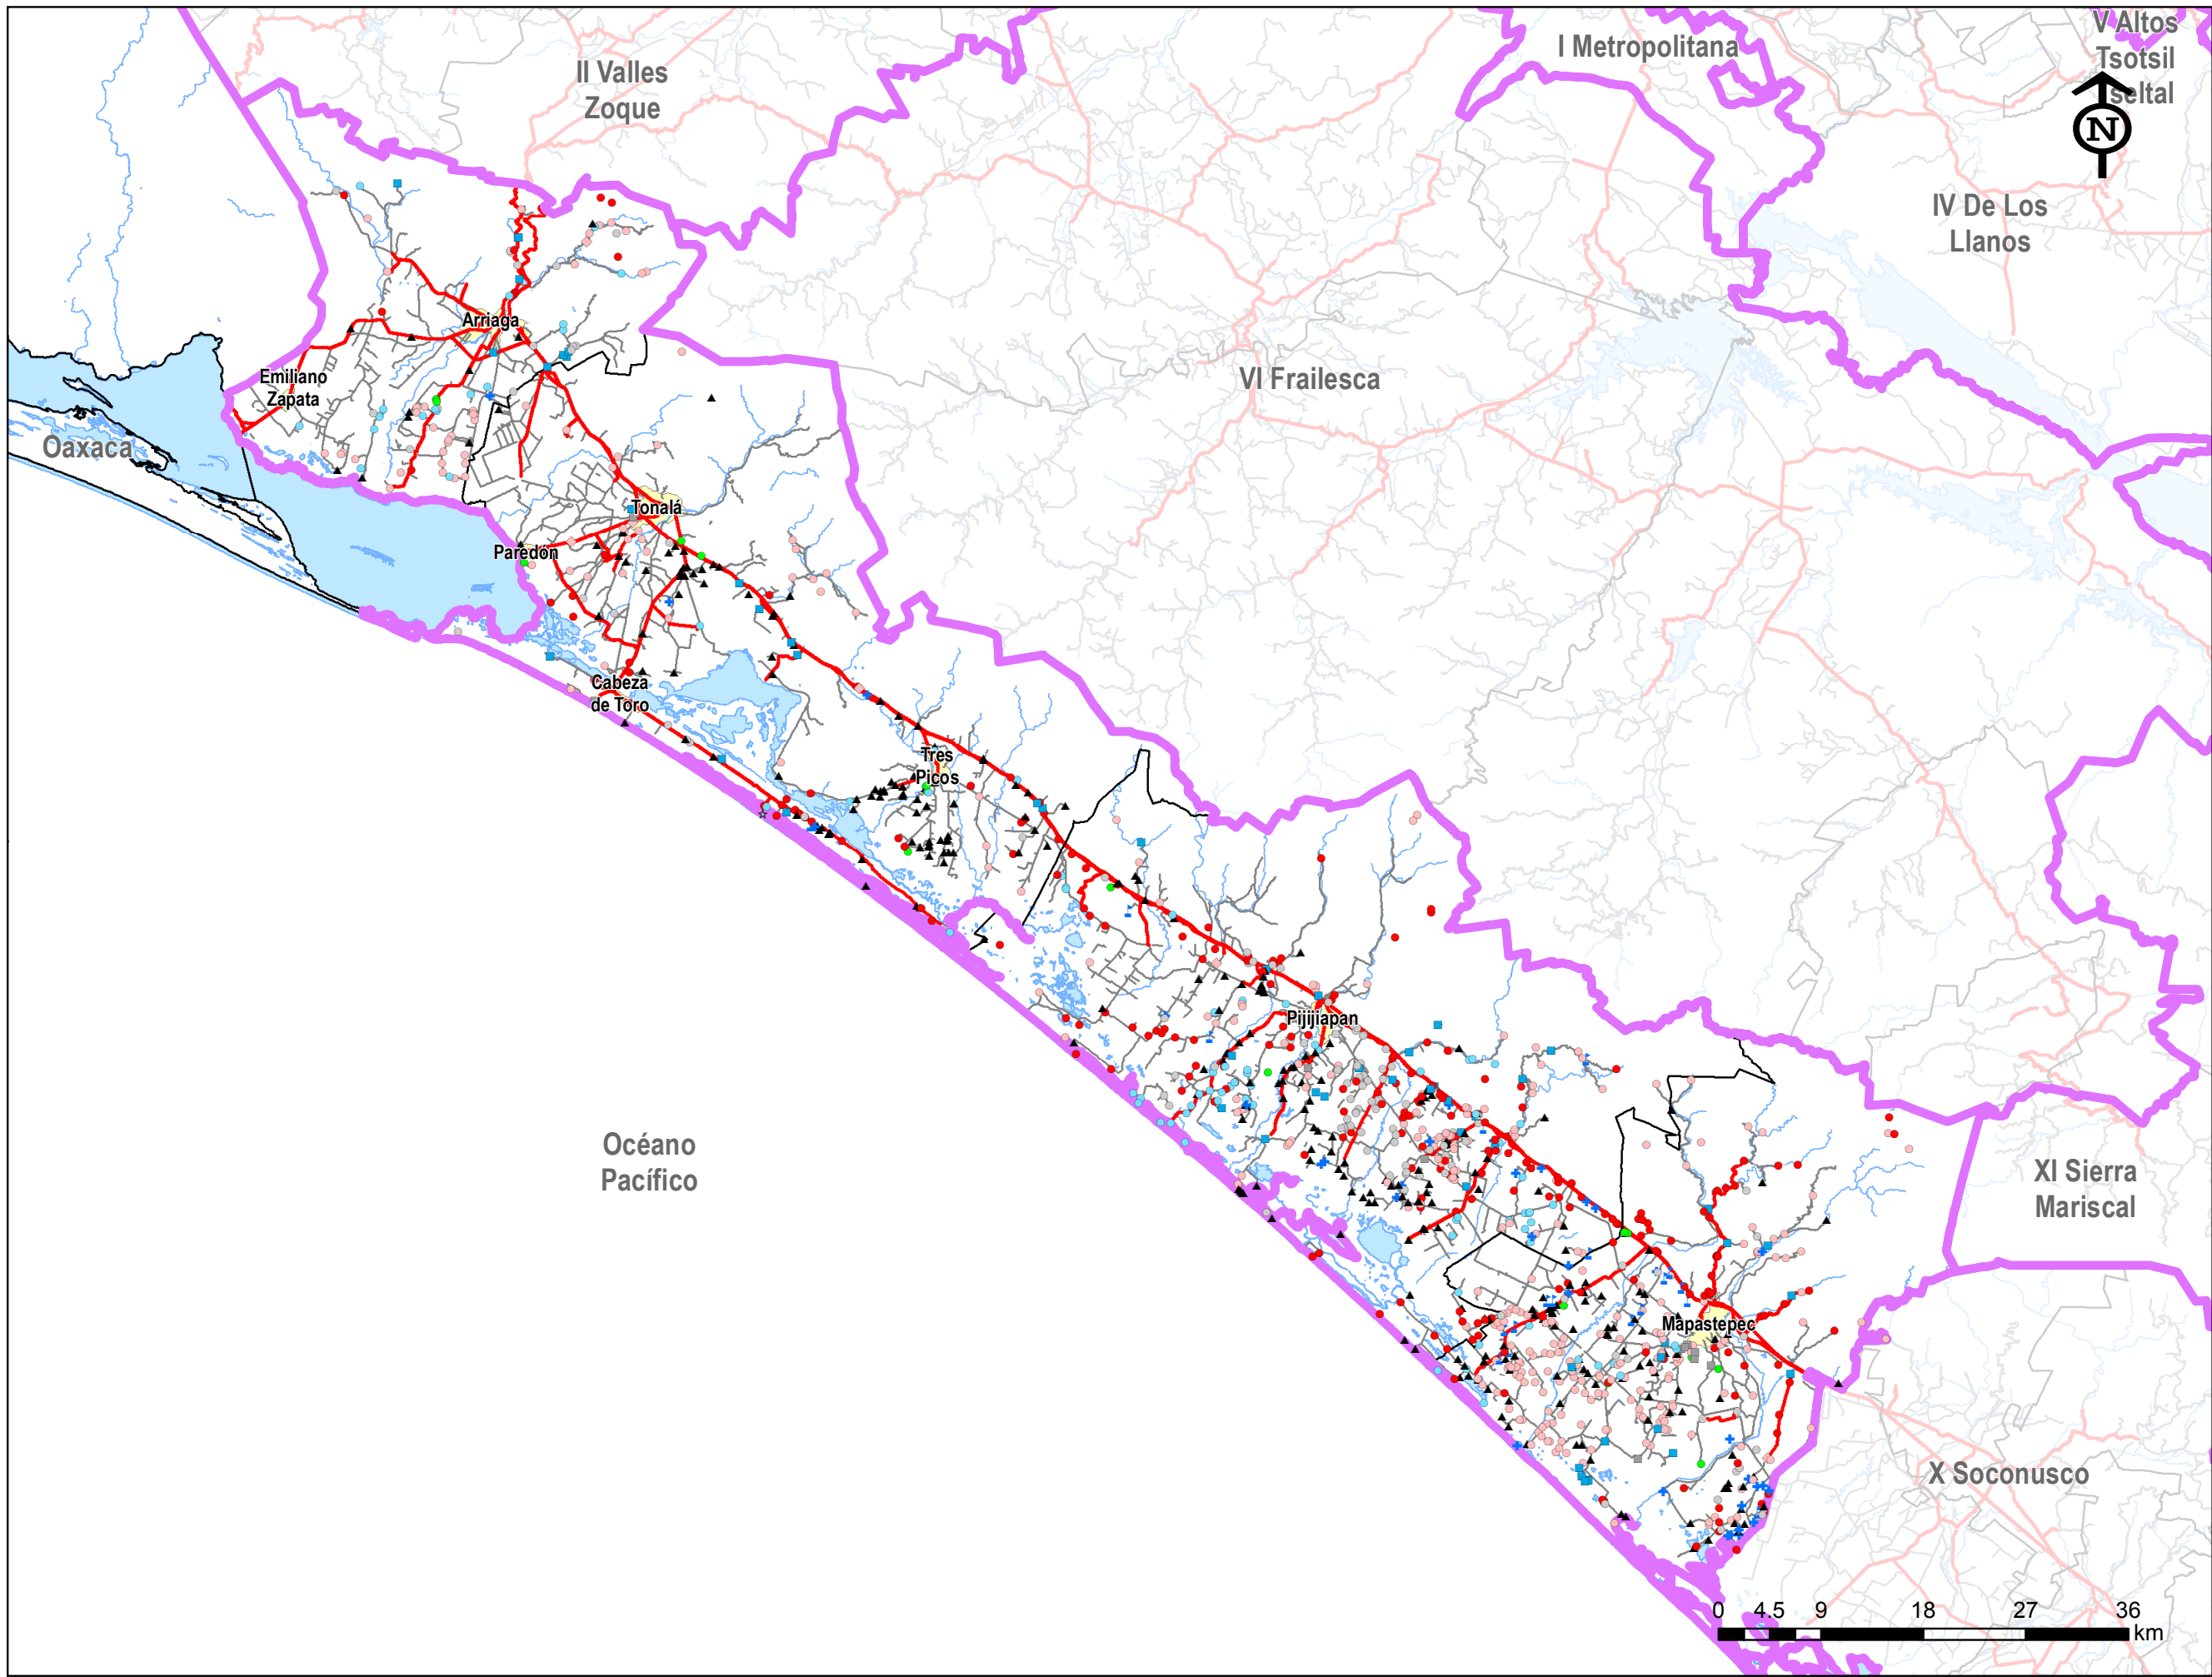 V Altos
Tsotsil
Tseltal
I Metropolitana
II Valles
Zoque
N
IV De Los
Llanos
Arriaga
Emiliano
Zapata
VI Frailesca
Oaxaca
Tonalá
Paredón
Cabeza
de Toro
Tres
Picos
Pijijiapan
Océano
Pacífico
XI Sierra
Mariscal
Mapastepec
X Soconusco
0 4.5 9 18 27 36
km